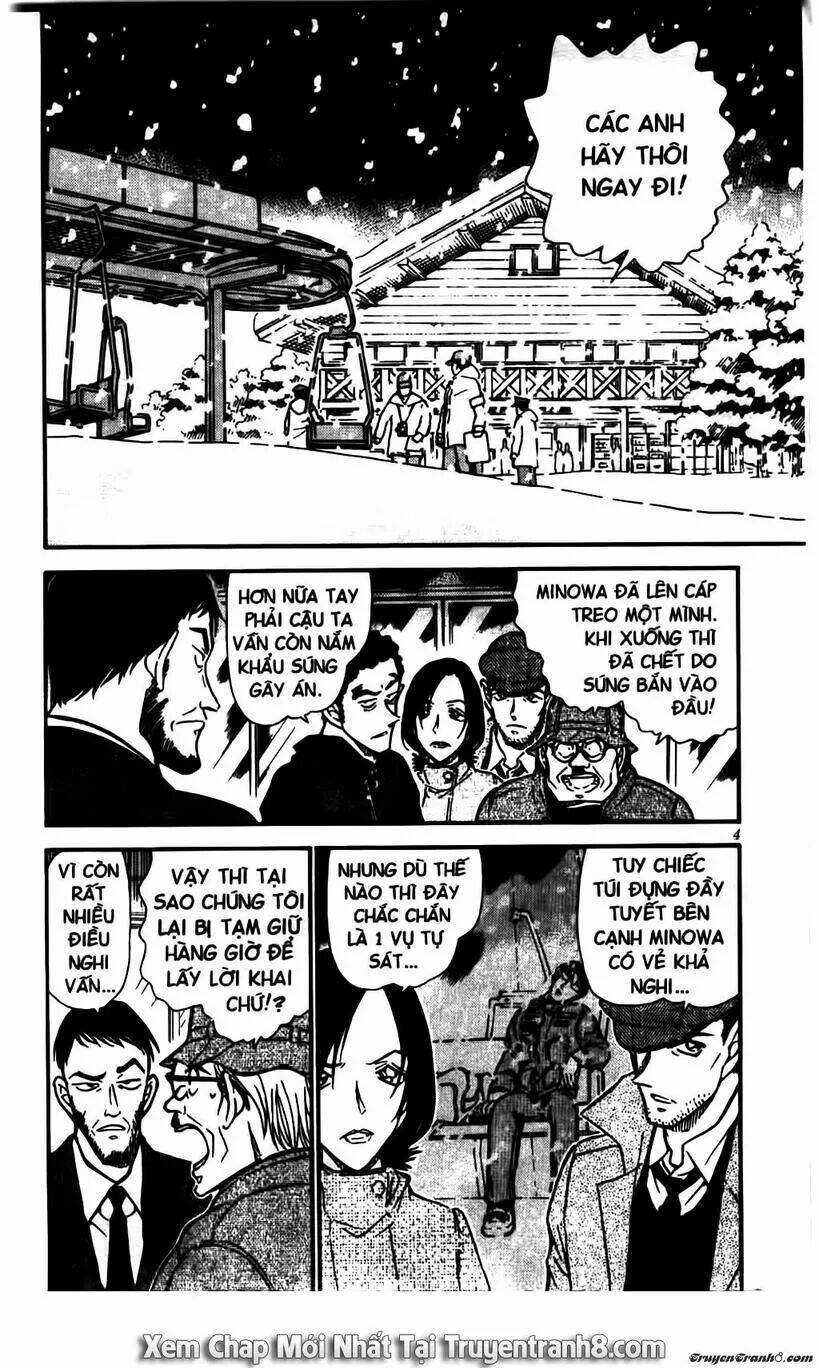 CÁC ANH
HÃY THÔI
NGAY ĐI!
MINOWA ĐÃ LÊN CÁP
TREO MỘT MÌNH.
KHI XUỐNG THÌ
ĐÃ CHẾT DO
SÚNG BẮN VÀO
ĐẦU!
HƠN NỮA TAY
PHẢI CẬU TA
VẪN CÒN NẮM
KHẨU SÚNG
GÂY ÁN.
4
TUY CHIẾC
TÚI ĐỰNG ĐẦY
TUYẾT BÊN
CẠNH MINOWA
CÓ VẺ KHẢ
NGHI...
NHƯNG DÙ THẾ
NÀO THÌ ĐÂY
CHẮC CHẮN
LÀ 1 VỤ TỰ
SÁT...
VẬY THÌ TẠI
SAO CHÚNG TÔI
LẠI BỊ TẠM GIỮ
HÀNG GIỜ ĐỂ
LẤY LỜI KHAI
CHỨ!?
VÌ CÒN
RẤT
NHIỀU
ĐIỀU
NGHI
VẤN...
Xem Chap Mới Nhất Tại Truyentranh8.com
TruyenTranh8.com